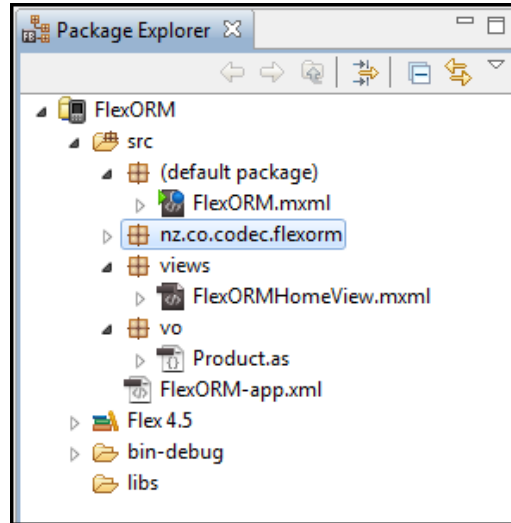 Package Explorer
FlexORM
src
(default package)
FlexORM.mxml
nz.co.codec.flexorm
views
FlexORMHomeView.mxml
vo
Product.as
FlexORM-app.xml
Flex 4.5
bin-debug
libs